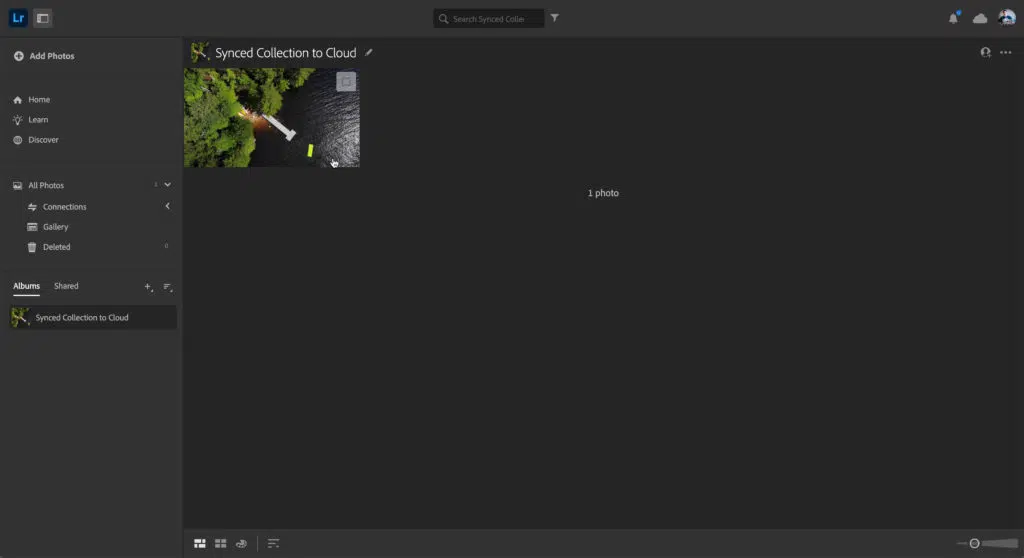 Lr
Search Synced Colle
Add Photos
Synced Collection to Cloud
Home
Learn
Discover
All Photos 1
1 photo
Connections
Gallery
Deleted 0
Albums Shared
Synced Collection to Cloud